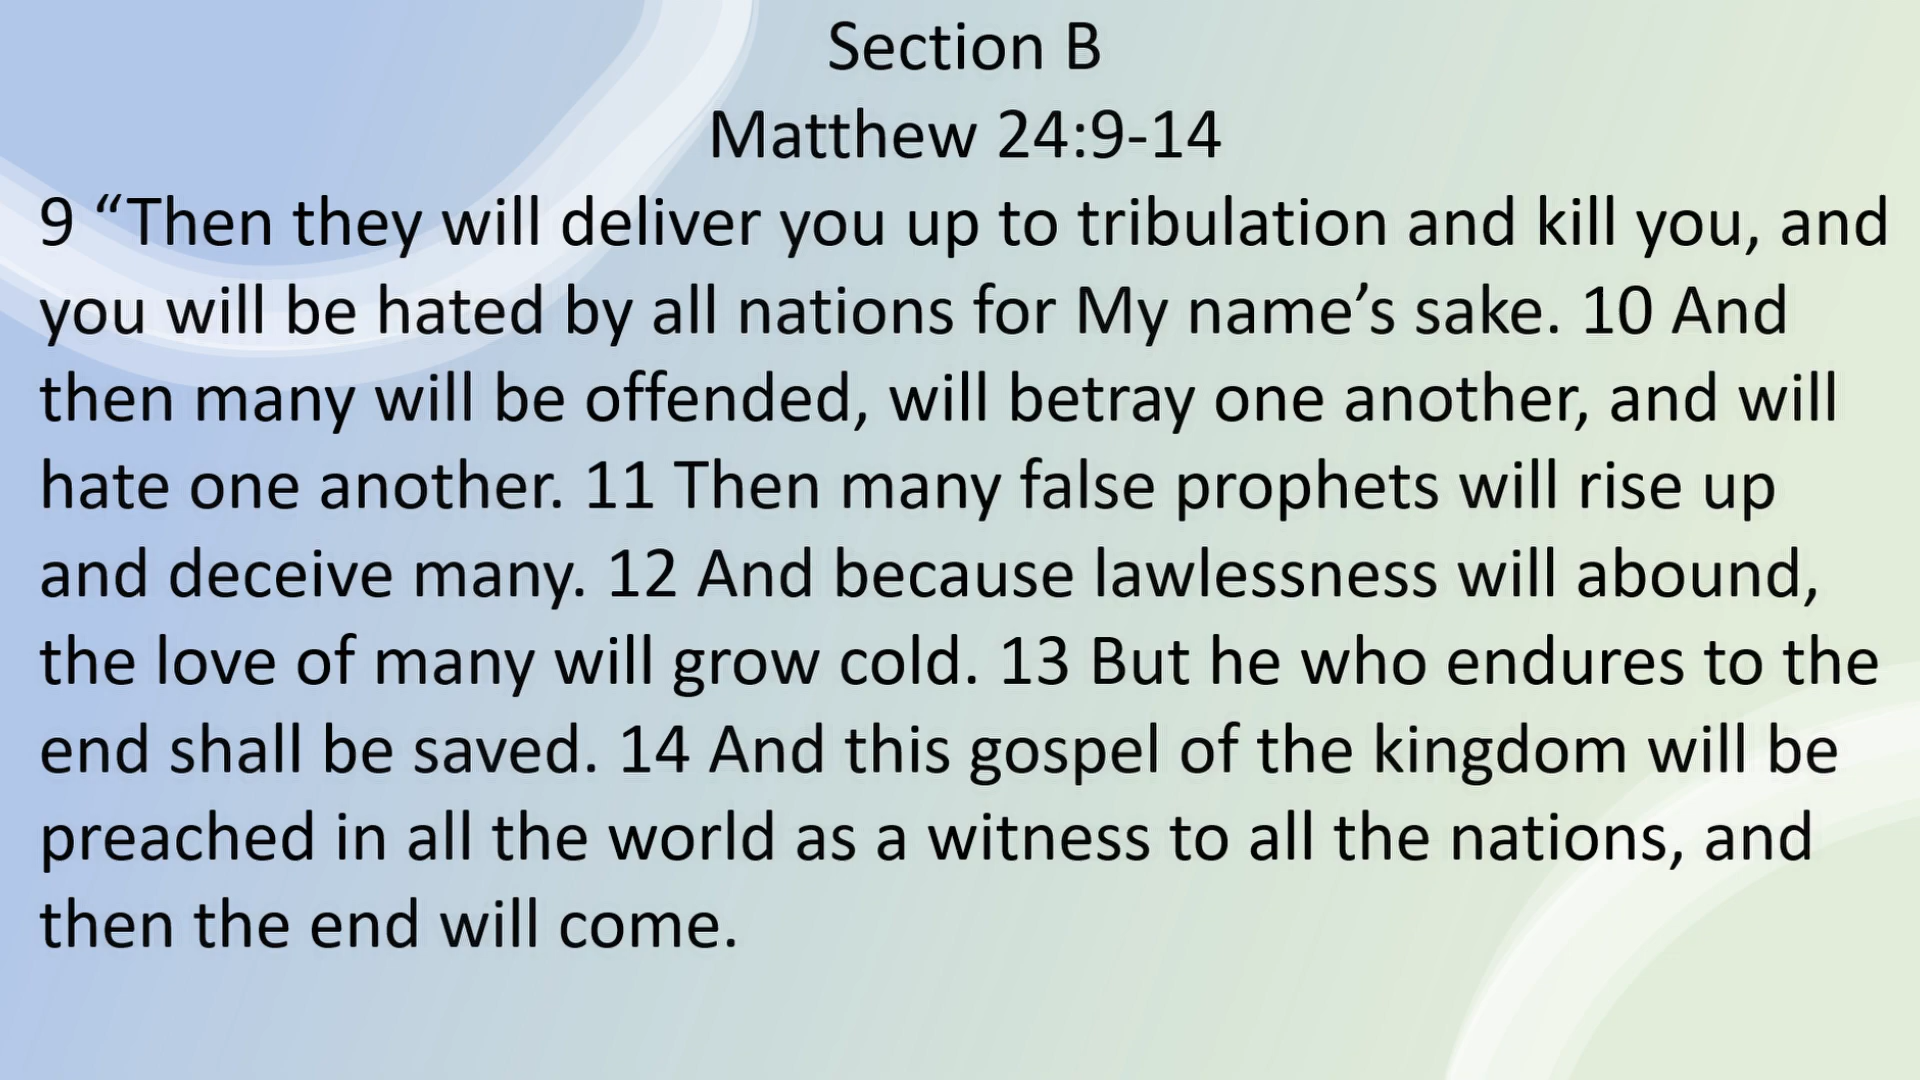 Section B
Matthew 24:9-14
9 “Then they will deliver you up to tribulation and kill you, and
you will be hated by all nations for My name’s sake. 10 And
then many will be offended, will betray one another, and will
hate one another. 11 Then many false prophets will rise up
and deceive many. 12 And because lawlessness will abound,
the love of many will grow cold. 13 But he who endures to the
end shall be saved. 14 And this gospel of the kingdom will be
preached in all the world as a witness to all the nations, and
then the end will come.